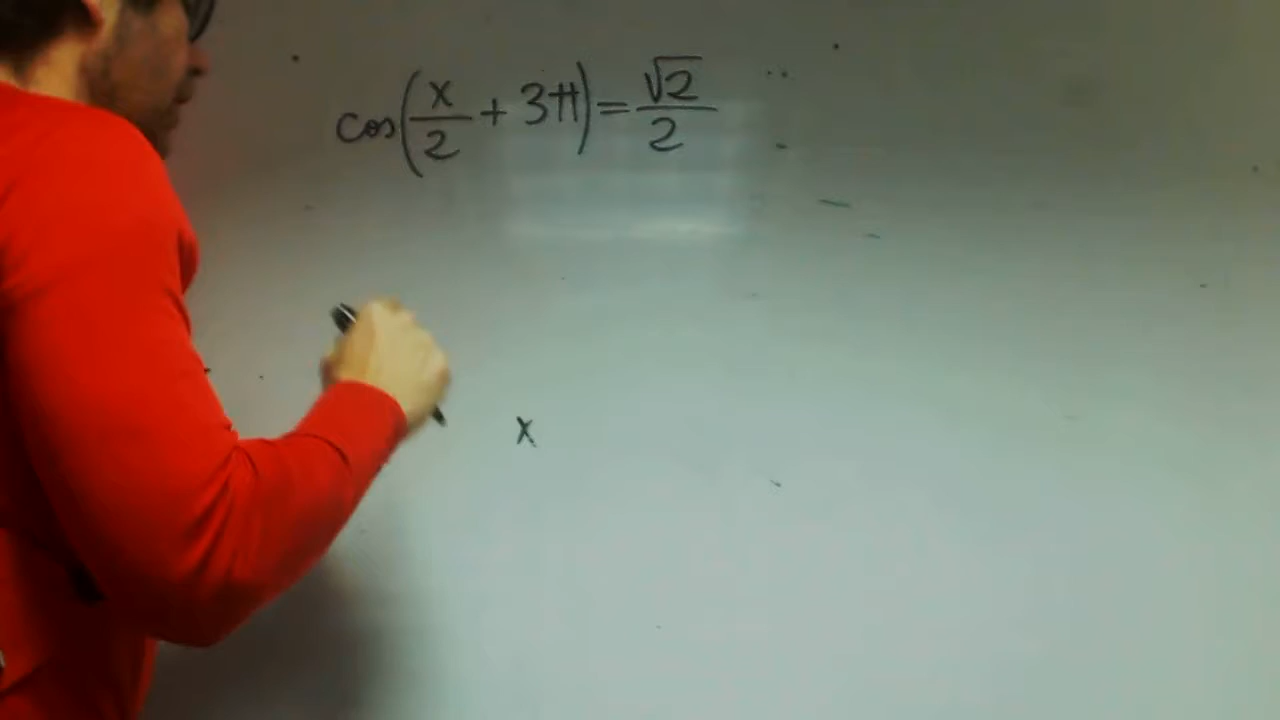 cos(x/2 + 3π) = √2/2
x